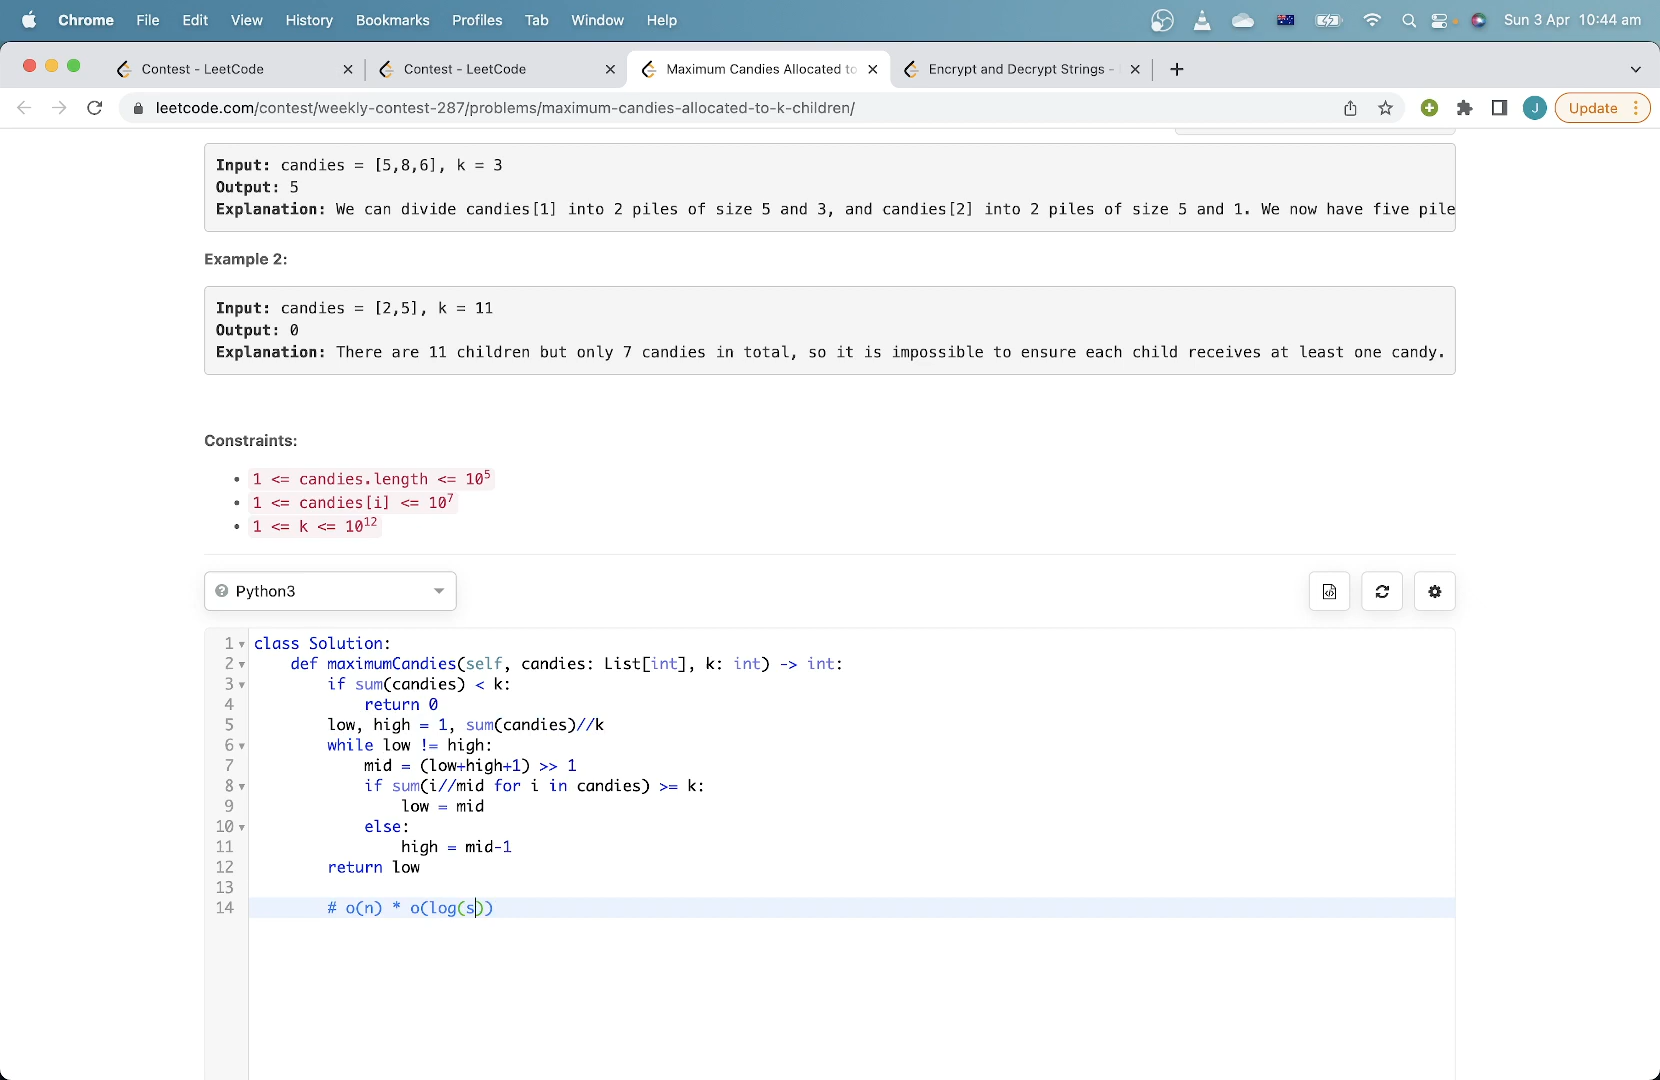 Chrome File Edit View History Bookmarks Profiles Tab Window Help Sun 3 Apr 10:44 am
Contest - LeetCode Contest - LeetCode Maximum Candies Allocated to Encrypt and Decrypt Strings -
leetcode.com/contest/weekly-contest-287/problems/maximum-candies-allocated-to-k-children/ J Update
Input: candies = [5,8,6], k = 3
Output: 5
Explanation: We can divide candies[1] into 2 piles of size 5 and 3, and candies[2] into 2 piles of size 5 and 1. We now have five pile
Example 2:
Input: candies = [2,5], k = 11
Output: 0
Explanation: There are 11 children but only 7 candies in total, so it is impossible to ensure each child receives at least one candy.
Constraints:
• 1 <= candies.length <= 10⁵
• 1 <= candies[i] <= 10⁷
• 1 <= k <= 10¹²
Python3
1 class Solution:
2 def maximumCandies(self, candies: List[int], k: int) -> int:
3 if sum(candies) < k:
4 return 0
5 low, high = 1, sum(candies)//k
6 while low != high:
7 mid = (low+high+1) >> 1
8 if sum(i//mid for i in candies) >= k:
9 low = mid
10 else:
11 high = mid-1
12 return low
13
14 # o(n) * o(log(s))